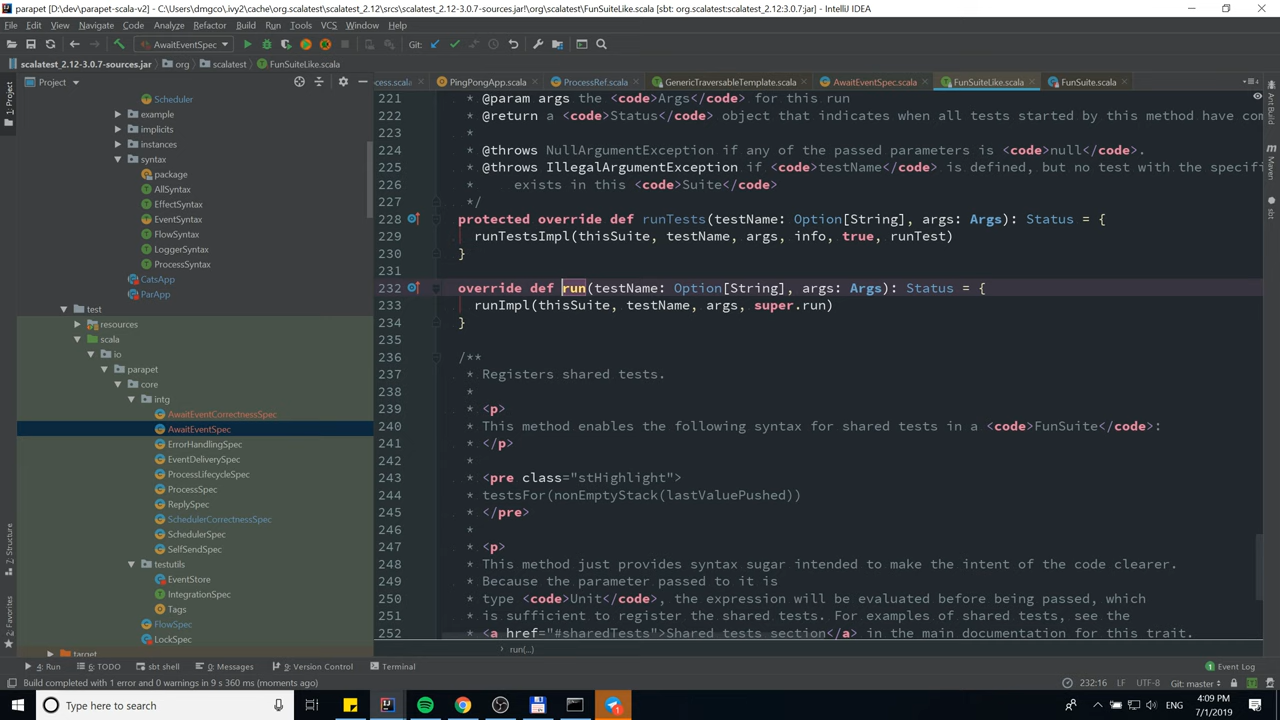 parapet [D:\dev\parapet-scala-v2] - C:\Users\dmgco\.ivy2\cache\org.scalatest\scalatest_2.12\srcs\scalatest_2.12-3.0.7-sources.jar!\org\scalatest\FunSuiteLike.scala [sbt: org.scalatest:scalatest_2.12:3.0.7:jar] - IntelliJ IDEA
File Edit View Navigate Code Analyze Refactor Build Run Tools VCS Window Help
AwaitEventSpec Git:
scalatest_2.12-3.0.7-sources.jar org scalatest FunSuiteLike.scala
Project
cess.scala PingPongApp.scala ProcessRef.scala GenericTraversableTemplate.scala AwaitEventSpec.scala FunSuiteLike.scala FunSuite.scala
1: Project
7: Structure
2: Favorites
Scheduler
example
implicits
instances
syntax
package
AllSyntax
EffectSyntax
EventSyntax
FlowSyntax
LoggerSyntax
ProcessSyntax
CatsApp
ParApp
test
resources
scala
io
parapet
core
intg
AwaitEventCorrectnessSpec
AwaitEventSpec
ErrorHandlingSpec
EventDeliverySpec
ProcessLifecycleSpec
ProcessSpec
ReplySpec
SchedulerCorrectnessSpec
SchedulerSpec
SelfSendSpec
testutils
EventStore
IntegrationSpec
Tags
FlowSpec
LockSpec
target
221 * @param args the <code>Args</code> for this run
222 * @return a <code>Status</code> object that indicates when all tests started by this method have com
223 *
224 * @throws NullArgumentException if any of the passed parameters is <code>null</code>.
225 * @throws IllegalArgumentException if <code>testName</code> is defined, but no test with the specif
226 * exists in this <code>Suite</code>
227 */
228 protected override def runTests(testName: Option[String], args: Args): Status = {
229 runTestsImpl(thisSuite, testName, args, info, true, runTest)
230 }
231
232 override def run(testName: Option[String], args: Args): Status = {
233 runImpl(thisSuite, testName, args, super.run)
234 }
235
236 /**
237 * Registers shared tests.
238 *
239 * <p>
240 * This method enables the following syntax for shared tests in a <code>FunSuite</code>:
241 * </p>
242 *
243 * <pre class="stHighlight">
244 * testsFor(nonEmptyStack(lastValuePushed))
245 * </pre>
246 *
247 * <p>
248 * This method just provides syntax sugar intended to make the intent of the code clearer.
249 * Because the parameter passed to it is
250 * type <code>Unit</code>, the expression will be evaluated before being passed, which
251 * is sufficient to register the shared tests. For examples of shared tests, see the
252 * <a href="#sharedTests">Shared tests section</a> in the main documentation for this trait.
run(...)
Ant Build
Maven
sbt
4: Run 6: TODO sbt shell 0: Messages 9: Version Control Terminal Event Log
Build completed with 1 error and 0 warnings in 9 s 360 ms (moments ago) 232:16 LF UTF-8 Git: master
Type here to search
ENG
4:09 PM
7/1/2019